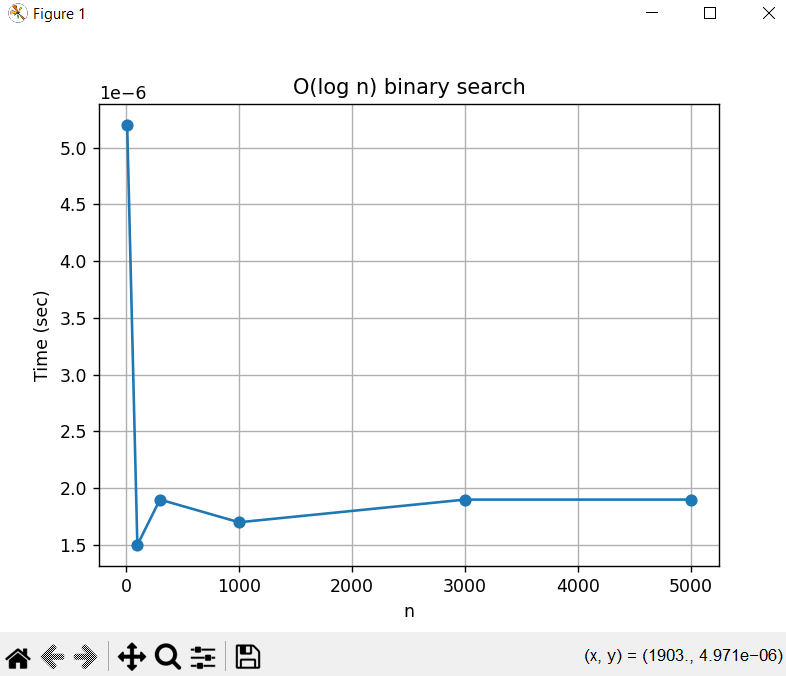 Figure 1
O(log n) binary search
1e−6
5.0
4.5
4.0
3.5
3.0
2.5
2.0
1.5
Time (sec)
0 1000 2000 3000 4000 5000
n
(x, y) = (1903., 4.971e−06)